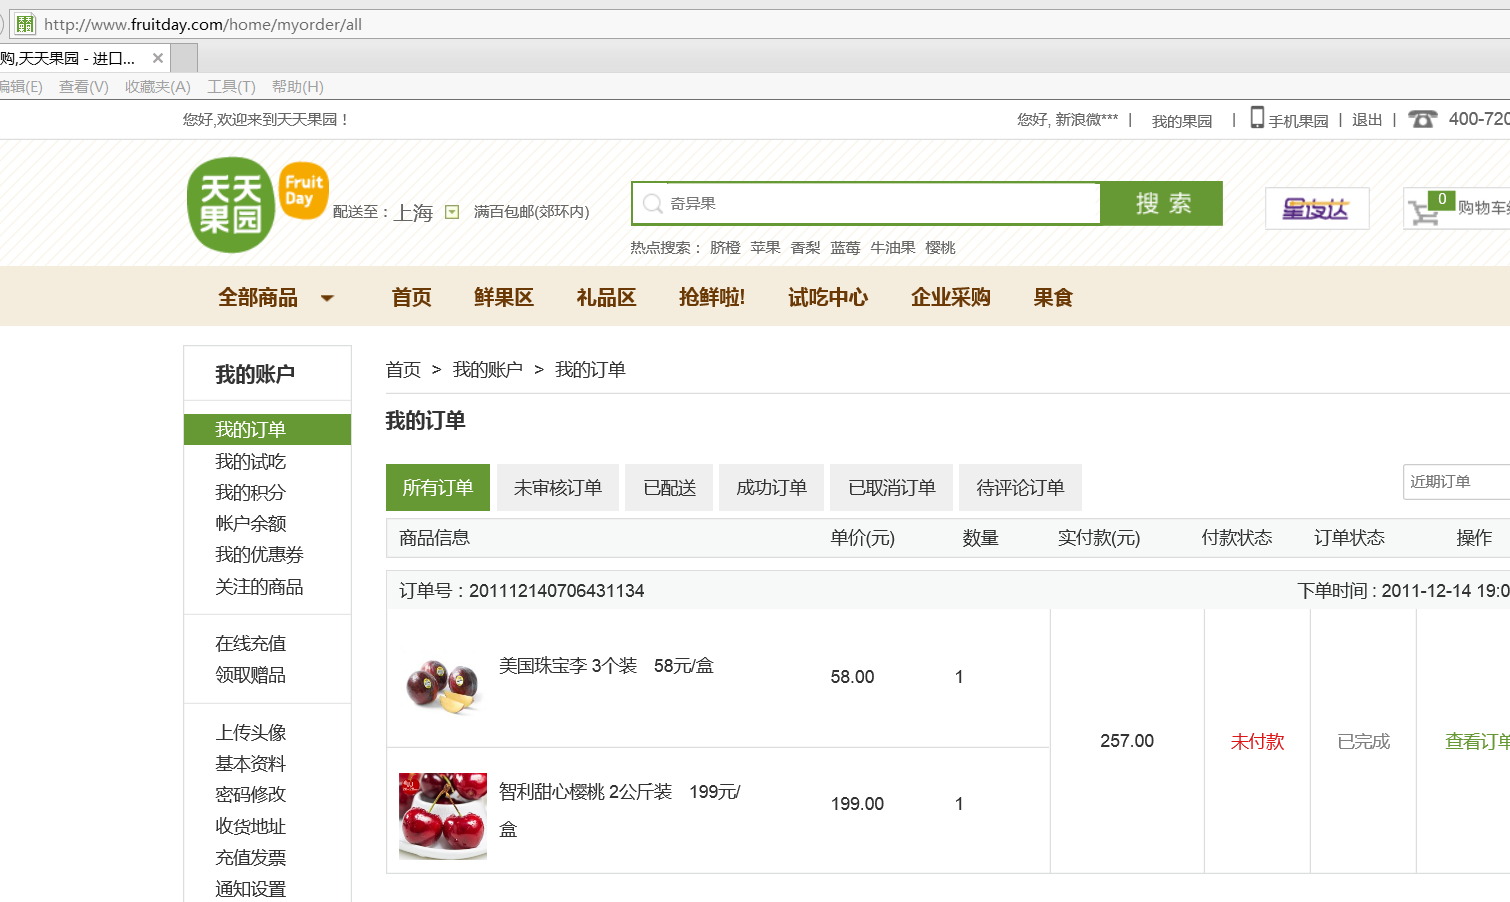 http://www.fruitday.com/home/myorder/all
购,天天果园 - 进口...
编辑(E) 查看(V) 收藏夹(A) 工具(T) 帮助(H)
您好,欢迎来到天天果园！
您好, 新浪微*** | 我的果园 | 手机果园 | 退出 | 400-720
天天果园
Fruit Day
配送至：上海 满百包邮(郊环内)
奇异果
搜 索
星夜达
0
购物车
热点搜索： 脐橙 苹果 香梨 蓝莓 牛油果 樱桃
全部商品 首页 鲜果区 礼品区 抢鲜啦! 试吃中心 企业采购 果食
我的账户
我的订单
我的试吃
我的积分
帐户余额
我的优惠券
关注的商品
在线充值
领取赠品
上传头像
基本资料
密码修改
收货地址
充值发票
通知设置
首页 > 我的账户 > 我的订单
我的订单
所有订单 未审核订单 已配送 成功订单 已取消订单 待评论订单
近期订单
商品信息 单价(元) 数量 实付款(元) 付款状态 订单状态 操作
订单号：201112140706431134 下单时间 : 2011-12-14 19:0
美国珠宝李 3个装 58元/盒 58.00 1
257.00 未付款 已完成 查看订单
智利甜心樱桃 2公斤装 199元/
盒
199.00 1